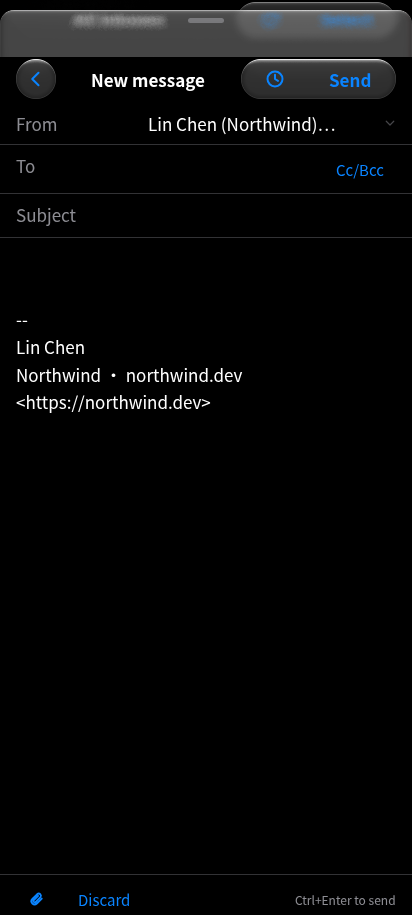 New message
Send
From
Lin Chen (Northwind)…
To
Cc/Bcc
Subject
--
Lin Chen
Northwind · northwind.dev
<https://northwind.dev>
Discard
Ctrl+Enter to send